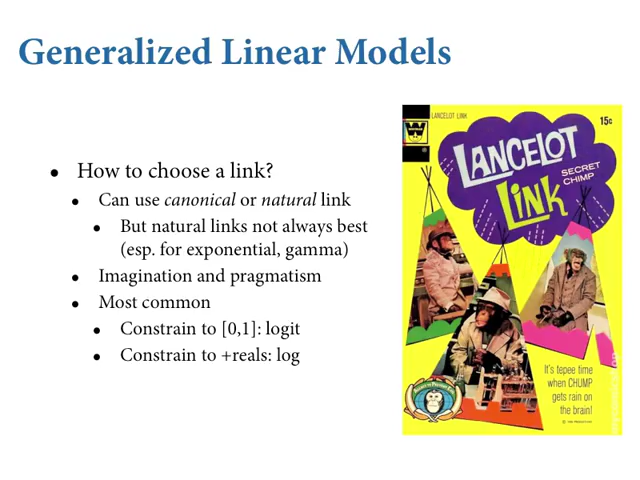 Generalized Linear Models
• How to choose a link?
• Can use canonical or natural link
• But natural links not always best
(esp. for exponential, gamma)
• Imagination and pragmatism
• Most common
• Constrain to [0,1]: logit
• Constrain to +reals: log
LANCELOT LINK
15¢
LANCELOT
LINK
SECRET
CHIMP
It's tepee time
when CHUMP
gets rain on
the brain!